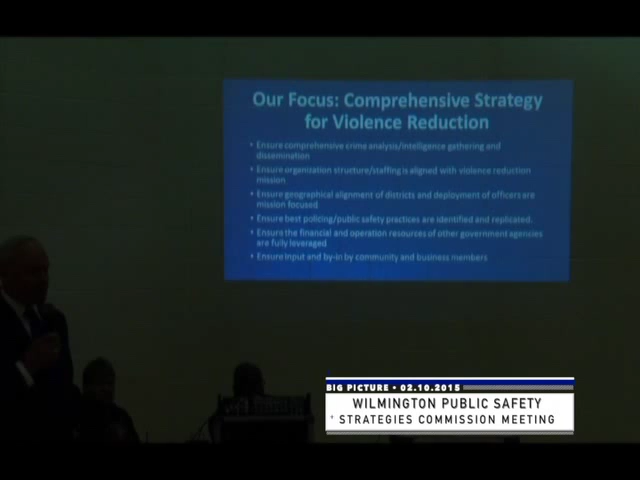 Our Focus: Comprehensive Strategy
for Violence Reduction
• Ensure comprehensive crime analysis/intelligence gathering and
dissemination
• Ensure organization structure/staffing is aligned with violence reduction
mission
• Ensure geographical alignment of districts and deployment of officers are
mission focused
• Ensure best policing/public safety practices are identified and replicated.
• Ensure the financial and operation resources of other government agencies
are fully leveraged
• Ensure input and by-in by community and business members
BIG PICTURE • 02.10.2015
WILMINGTON PUBLIC SAFETY
STRATEGIES COMMISSION MEETING